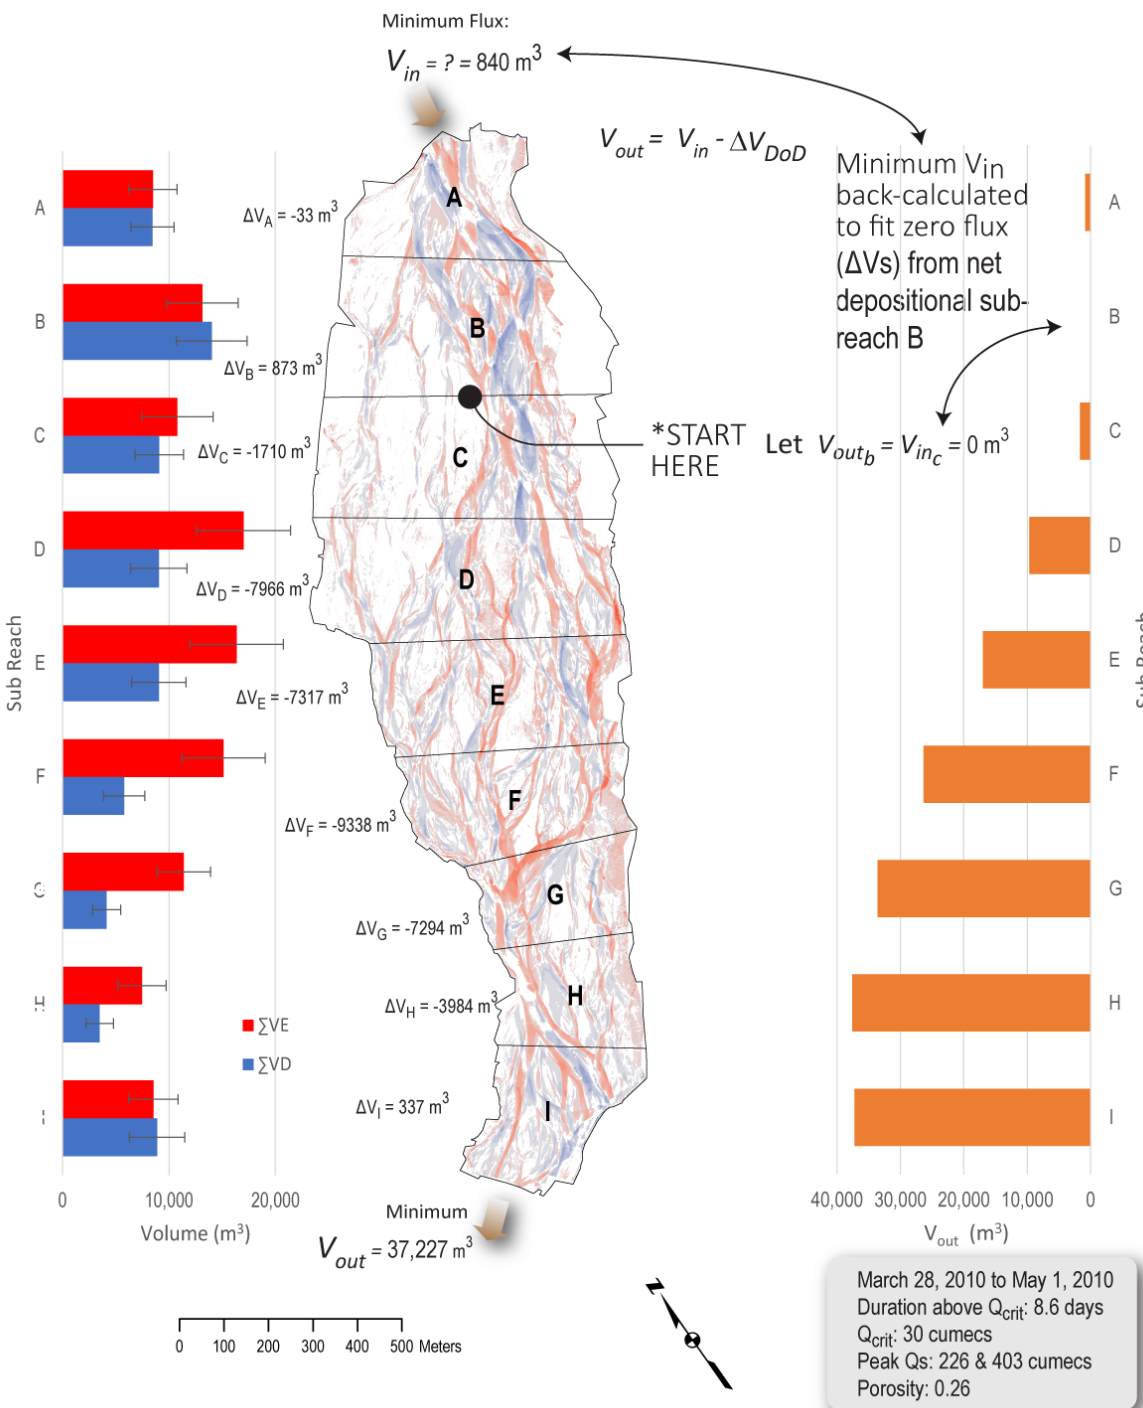 Minimum Flux:
V_in = ? = 840 m³
V_out = V_in - ΔV_DoD
Minimum V_in
back-calculated
to fit zero flux
(ΔVs) from net
depositional sub-
reach B
*START
HERE
Let V_out_b = V_in_c = 0 m³
A
B
C
D
E
F
G
H
I
Sub Reach
ΔV_A = -33 m³
ΔV_B = 873 m³
ΔV_C = -1710 m³
ΔV_D = -7966 m³
ΔV_E = -7317 m³
ΔV_F = -9338 m³
ΔV_G = -7294 m³
ΔV_H = -3984 m³
ΔV_I = 337 m³
∑VE
∑VD
0 10,000 20,000
Volume (m³)
A
B
C
D
E
F
G
H
I
A
B
C
D
E
F
G
H
I
Sub Reach
40,000 30,000 20,000 10,000 0
V_out (m³)
Minimum
V_out = 37,227 m³
0 100 200 300 400 500 Meters
N
March 28, 2010 to May 1, 2010
Duration above Q_crit: 8.6 days
Q_crit: 30 cumecs
Peak Qs: 226 & 403 cumecs
Porosity: 0.26